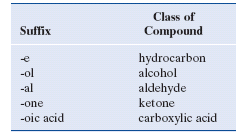 Class of
Suffix Compound
-e hydrocarbon
-ol alcohol
-al aldehyde
-one ketone
-oic acid carboxylic acid